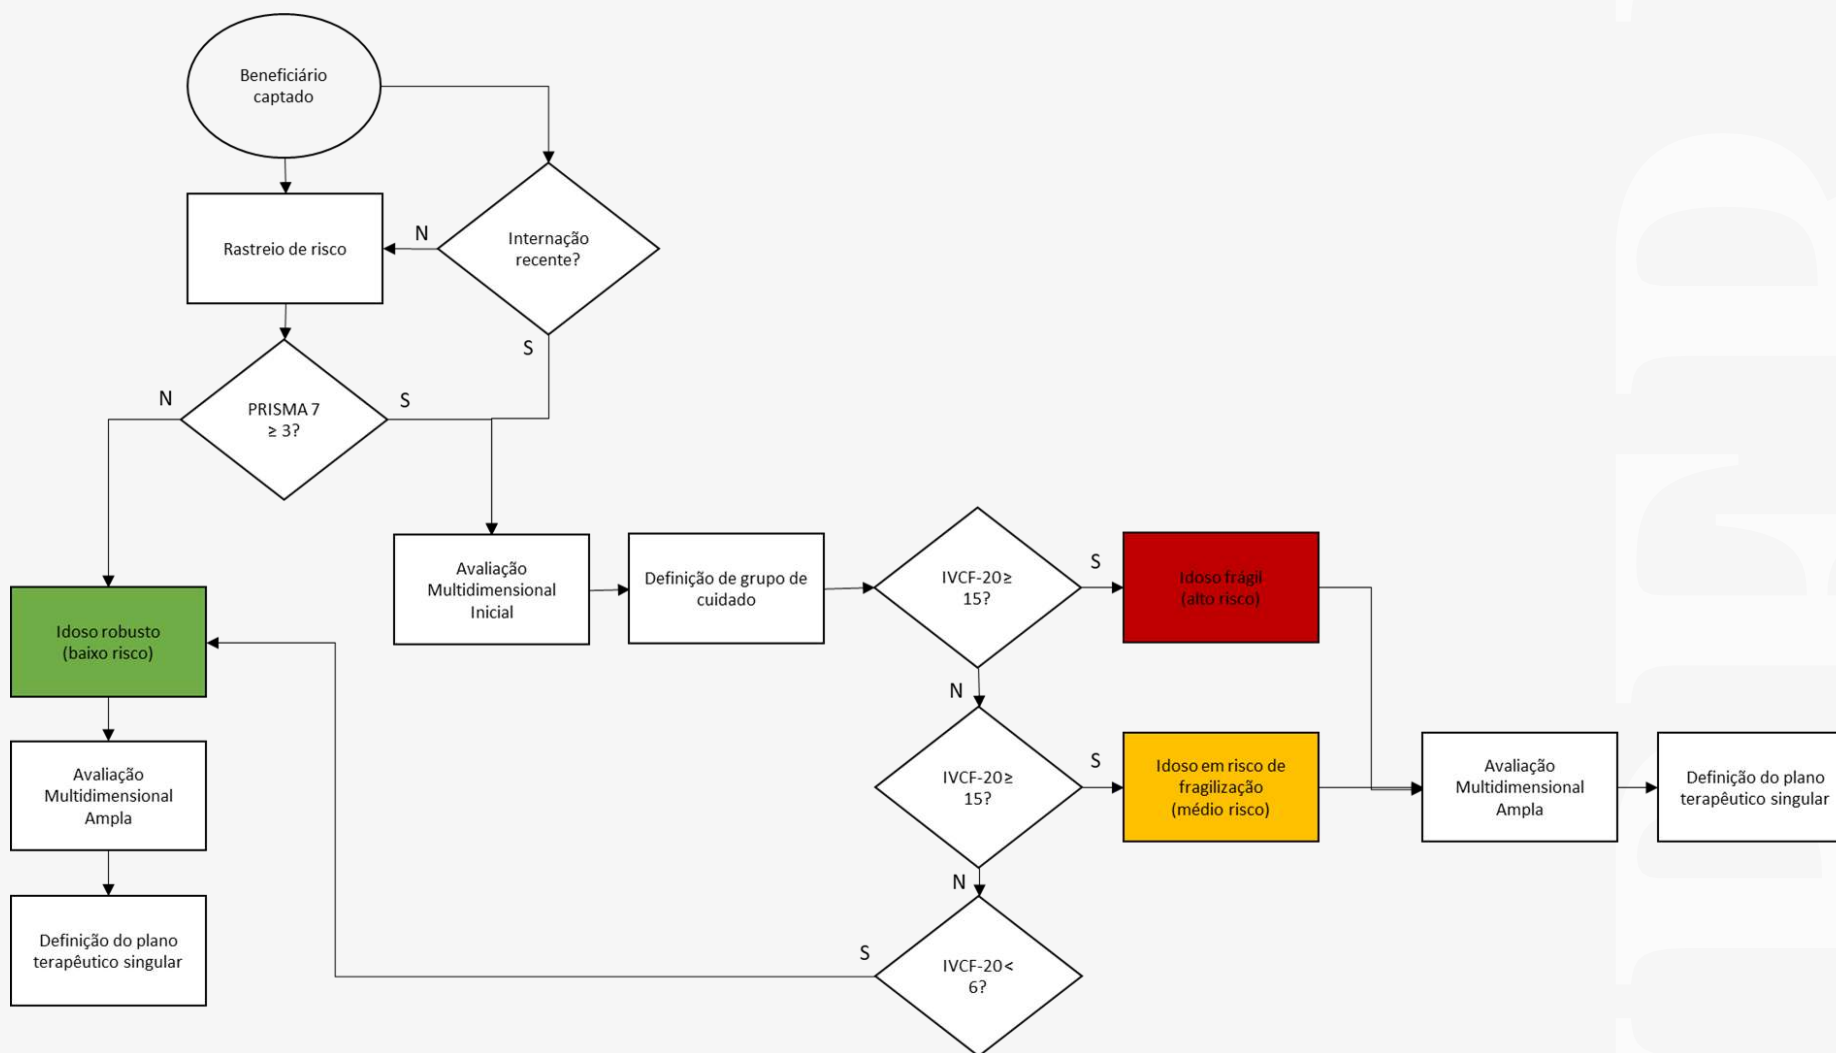 Beneficiário
captado
Rastreio de risco
N
Internação
recente?
S
N
PRISMA 7
≥ 3?
S
Avaliação
Multidimensional
Inicial
Definição de grupo de
cuidado
IVCF-20 ≥
15?
S
Idoso frágil
(alto risco)
N
Idoso robusto
(baixo risco)
IVCF-20 ≥
15?
S
Idoso em risco de
fragilização
(médio risco)
Avaliação
Multidimensional
Ampla
Definição do plano
terapêutico singular
Avaliação
Multidimensional
Ampla
N
Definição do plano
terapêutico singular
S
IVCF-20 <
6?